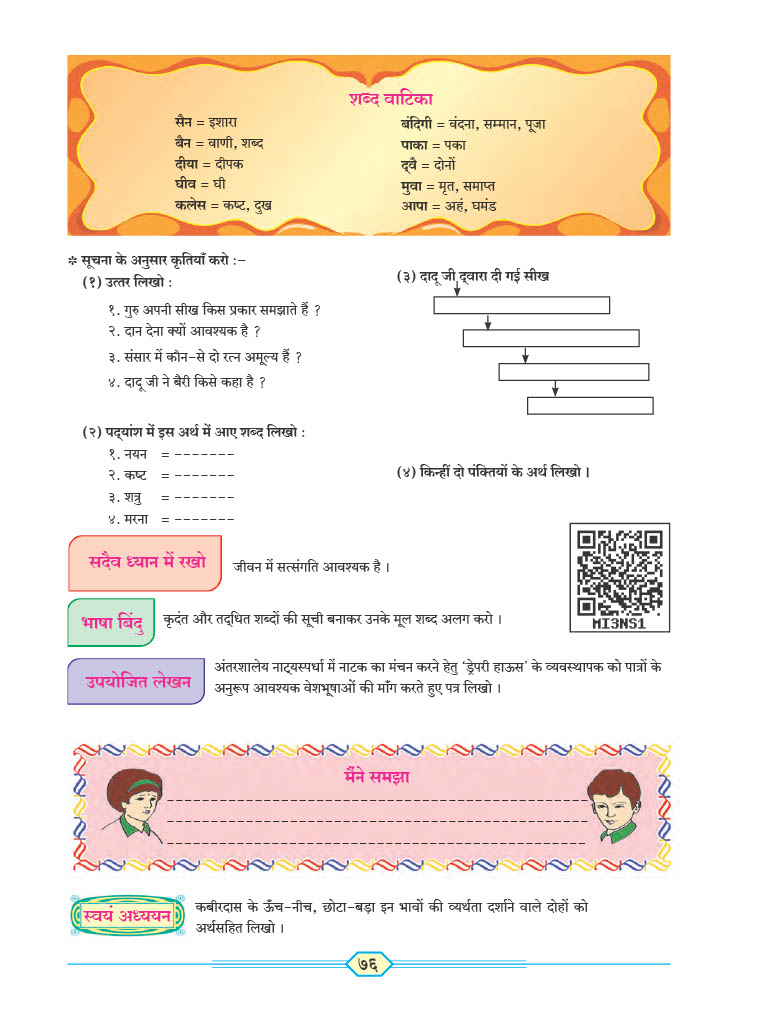 शब्द वाटिका
सैन = इशारा
बैन = वाणी, शब्द
दीया = दीपक
घीव = घी
कलेस = कष्ट, दुख
बंदिगी = वंदना, सम्मान, पूजा
पाका = पका
द्‌वै = दोनों
मुवा = मृत, समाप्त
आपा = अहं, घमंड
* सूचना के अनुसार कृतियाँ करो :-
(१) उत्तर लिखो :
१. गुरु अपनी सीख किस प्रकार समझाते हैं ?
२. दान देना क्यों आवश्यक है ?
३. संसार में कौन-से दो रत्न अमूल्य हैं ?
४. दादू जी ने बैरी किसे कहा है ?
(२) पद्‌यांश में इस अर्थ में आए शब्द लिखो :
१. नयन = -------
२. कष्ट = -------
३. शत्रु = -------
४. मरना = -------
(३) दादू जी द्‌वारा दी गई सीख
(४) किन्हीं दो पंक्तियों के अर्थ लिखो ।
सदैव ध्यान में रखो
जीवन में सत्संगति आवश्यक है ।
MI3NS1
भाषा बिंदु
कृदंत और तद्‌धित शब्दों की सूची बनाकर उनके मूल शब्द अलग करो ।
उपयोजित लेखन
अंतरशालेय नाट्यस्पर्धा में नाटक का मंचन करने हेतु ‘ड्रेपरी हाऊस’ के व्यवस्थापक को पात्रों के
अनुरूप आवश्यक वेशभूषाओं की माँग करते हुए पत्र लिखो ।
मैंने समझा
स्वयं अध्ययन
कबीरदास के ऊँच-नीच, छोटा-बड़ा इन भावों की व्यर्थता दर्शाने वाले दोहों को
अर्थसहित लिखो ।
७६